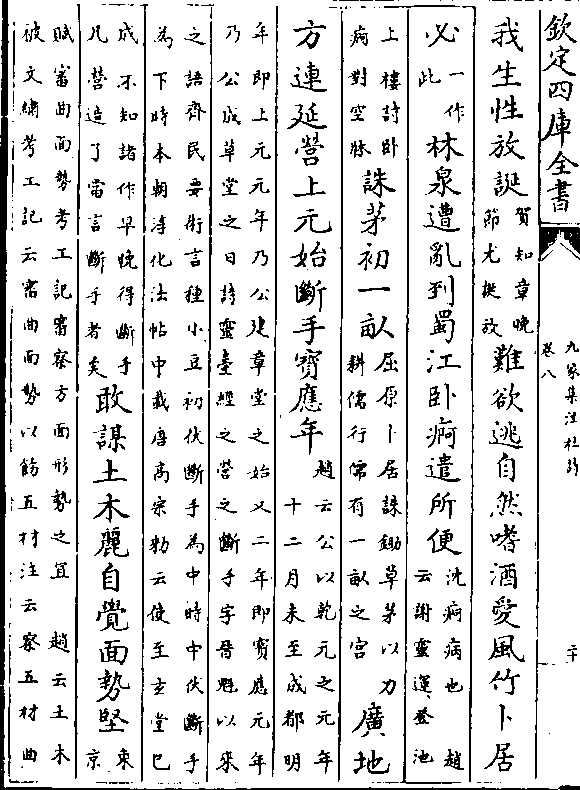 欽定四庫全書
九家集注杜詩
卷八
二十
我生性放誕賀知章晚節尤縱放難欲逃自然嗜酒愛風竹卜居
必一作此林泉遭亂到蜀江卧痾遣所便沈痾病也趙云謝靈運登池
上樓詩卧病對空牀誅茅初一畝屈原卜居誅鋤草茅以力耕儒行儒有一畝之宮廣地
方連延營上元始斷手寶應年趙云公以乾元之元年十二月末至成都明
年即上元元年乃公建草堂之始又二年即寶應元年
乃公成草堂之日詩靈臺經之營之斷手字晉魏以來
之語齊民要術言種小豆初伏斷手為中時中伏斷手
為下時本朝淳化法帖中載唐高宗勑云使至玄堂已
成不知諸作早晚得斷手凡營造了當言斷手者矣敢謀土木麗自覺面勢堅東京
賦審曲面勢考工記審察方面形勢之宜 趙云土木
被文繡考工記云審曲面勢以飭五材注云察五材曲